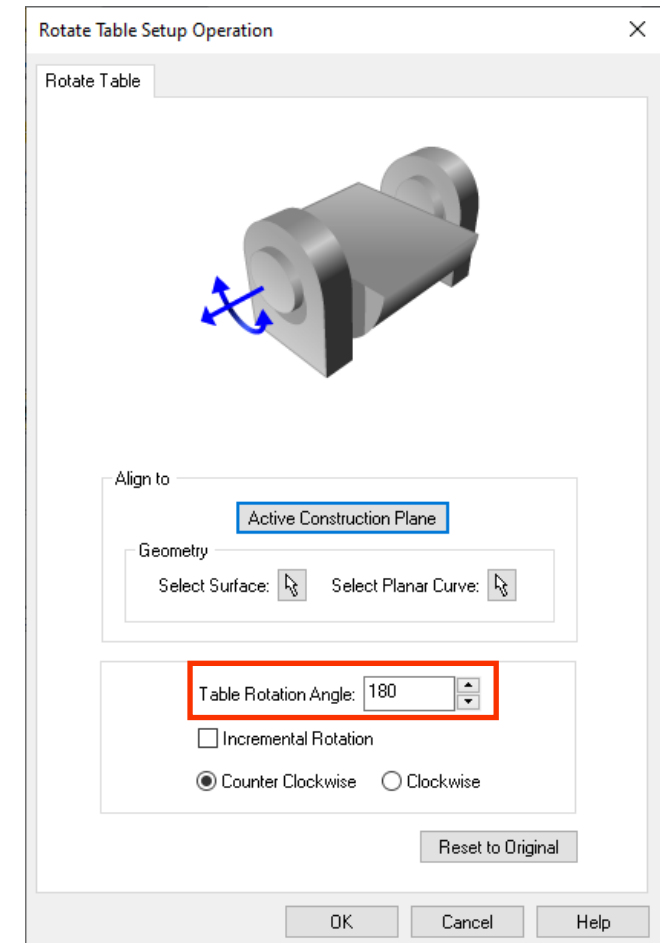 Rotate Table Setup Operation
Rotate Table
Align to
Active Construction Plane
Geometry
Select Surface: Select Planar Curve:
Table Rotation Angle: 180
Incremental Rotation
Counter Clockwise Clockwise
Reset to Original
OK Cancel Help